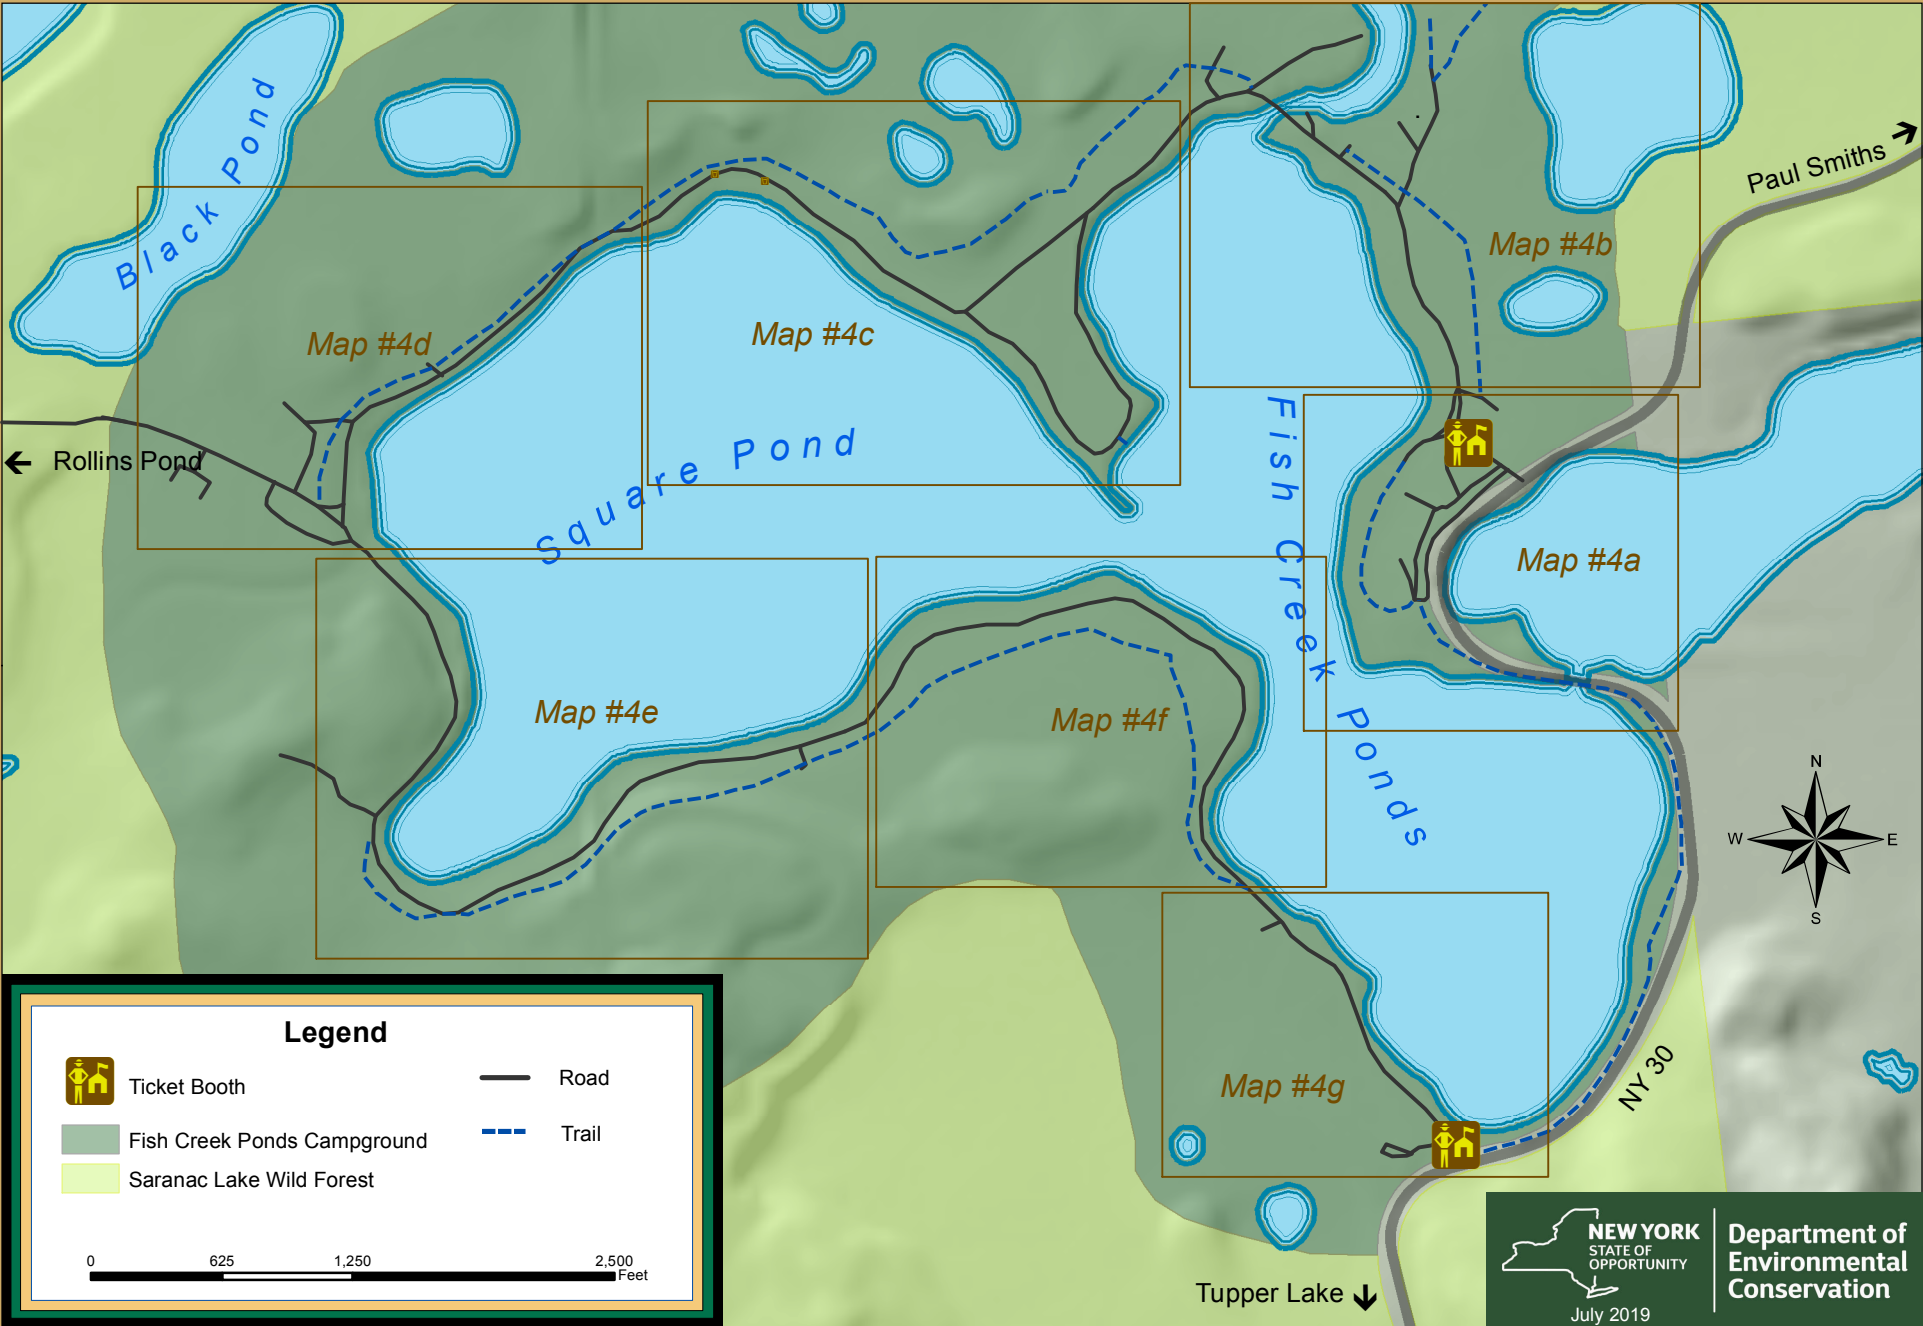 Black Pond
Paul Smiths
Map #4b
Map #4d
Map #4c
Rollins Pond
Square Pond
Fish Creek Ponds
Map #4a
Map #4e
Map #4f
N
W
E
S
Map #4g
NY 30
Tupper Lake
Legend
Ticket Booth
Road
Fish Creek Ponds Campground
Trail
Saranac Lake Wild Forest
0 625 1,250 2,500
Feet
NEW YORK
STATE OF
OPPORTUNITY
Department of
Environmental
Conservation
July 2019